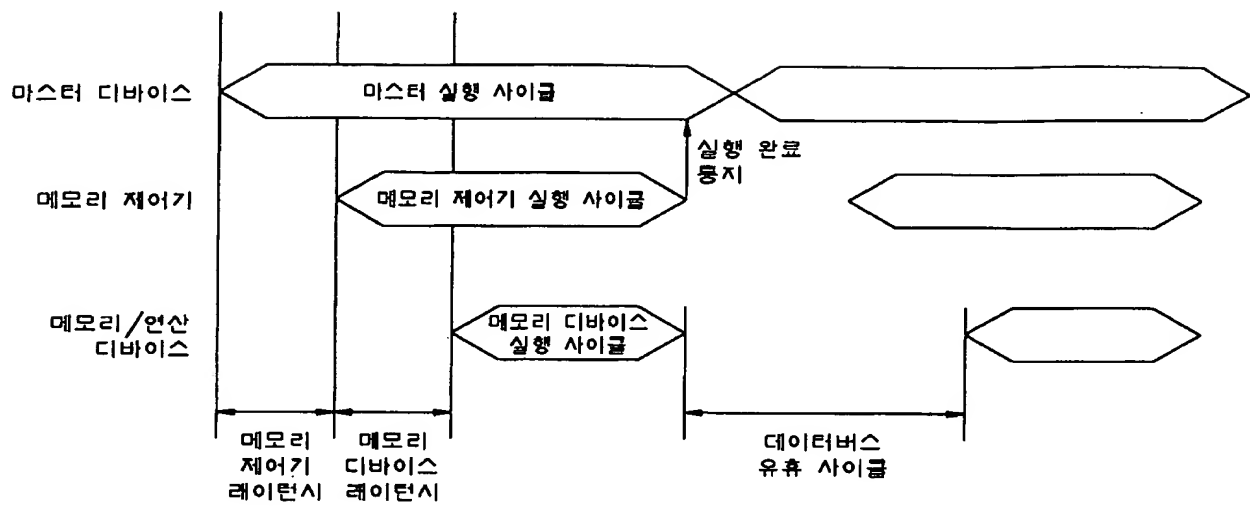 마스터 디바이스
마스터 실행 사이클
실행 완료
통지
메모리 제어기
메모리 제어기 실행 사이클
메모리/연산
디바이스
메모리 디바이스
실행 사이클
메모리
제어기
래이턴시
메모리
디바이스
래이턴시
데이터버스
유휴 사이클